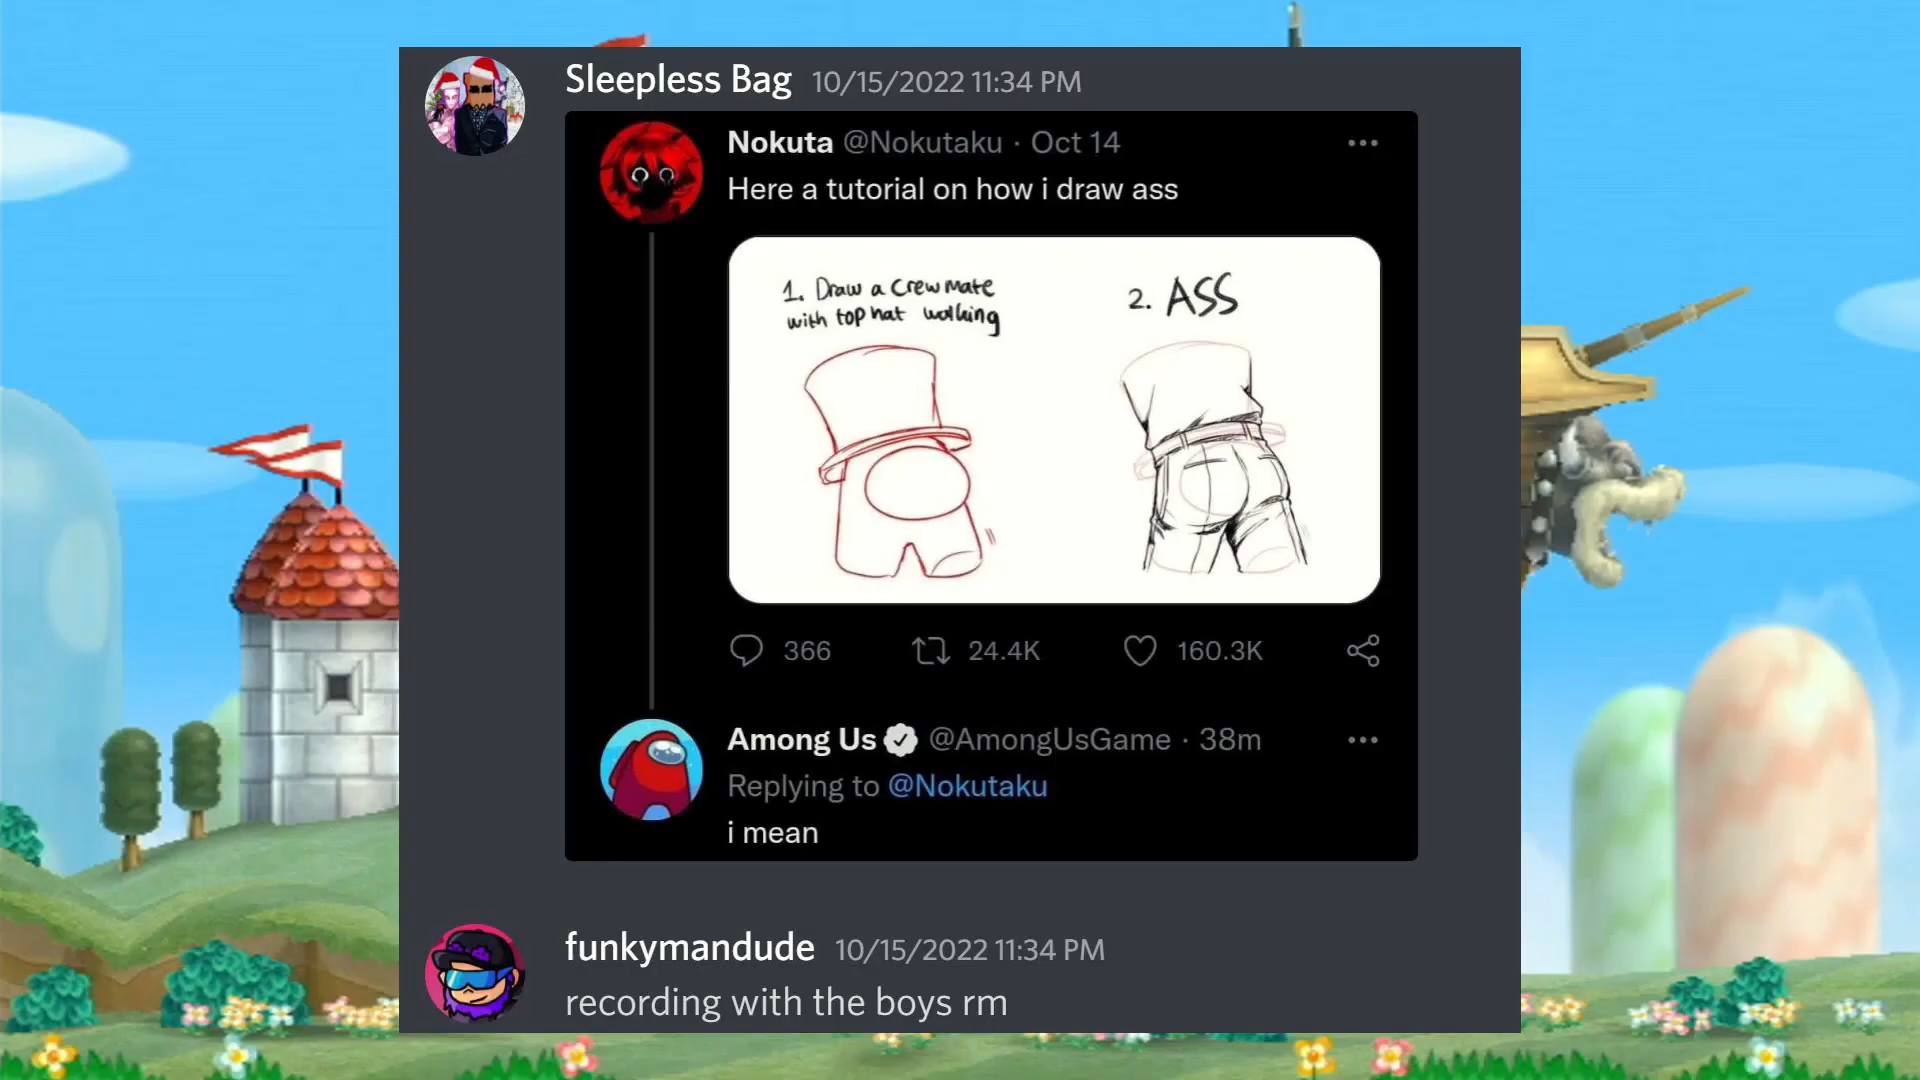 Sleepless Bag 10/15/2022 11:34 PM
Nokuta @Nokutaku · Oct 14
Here a tutorial on how i draw ass
1. Draw a Crewmate
with top hat walking
2. ASS
366 24.4K 160.3K
Among Us @AmongUsGame · 38m
Replying to @Nokutaku
i mean
funkymandude 10/15/2022 11:34 PM
recording with the boys rm